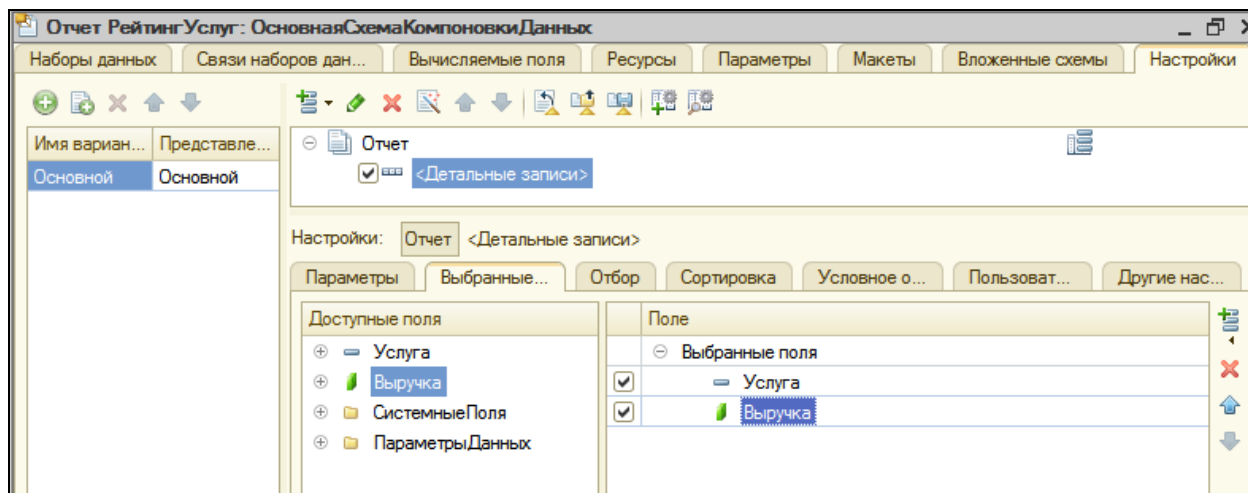 Отчет РейтингУслуг: ОсновнаяСхемаКомпоновкиДанных
Наборы данных Связи наборов дан... Вычисляемые поля Ресурсы Параметры Макеты Вложенные схемы Настройки
Имя вариан... Представле...
Основной Основной
Отчет
<Детальные записи>
Настройки: Отчет <Детальные записи>
Параметры Выбранные... Отбор Сортировка Условное о... Пользоват... Другие нас...
Доступные поля Поле
Услуга Выбранные поля
Выручка Услуга
СистемныеПоля Выручка
ПараметрыДанных